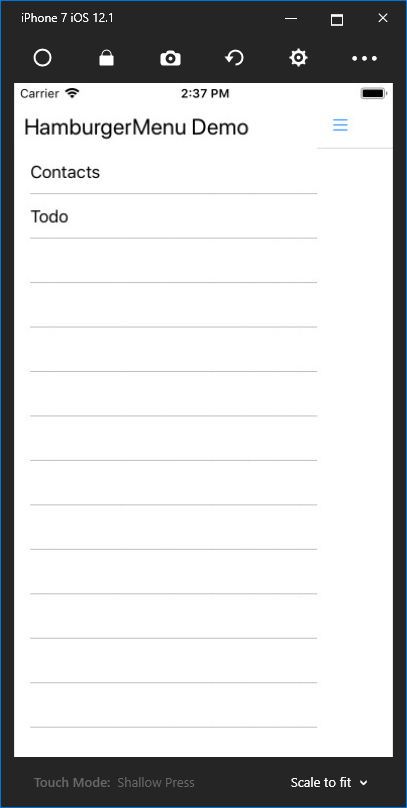 iPhone 7 iOS 12.1
Carrier 2:37 PM
HamburgerMenu Demo
Contacts
Todo
Touch Mode: Shallow Press Scale to fit